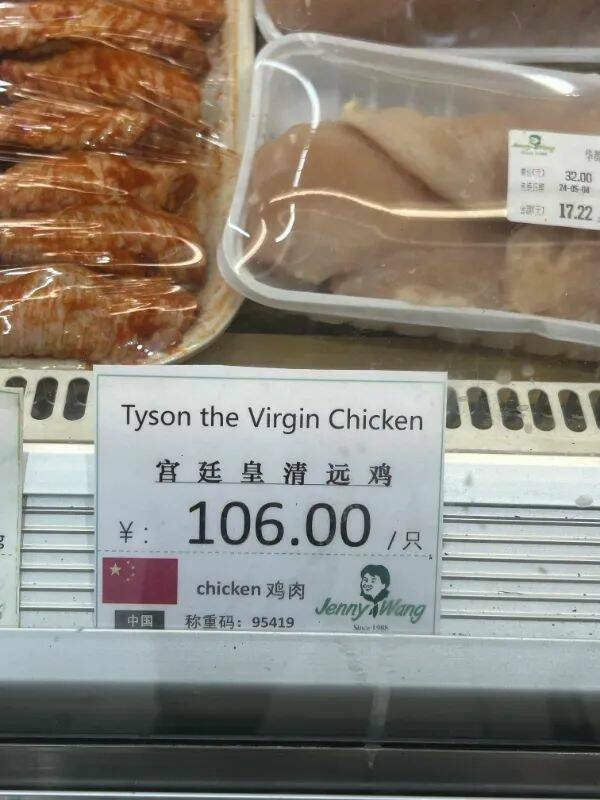 32.00
24-05-04
17.22
Tyson the Virgin Chicken
宫廷皇清远鸡
¥: 106.00 /只
chicken 鸡肉
Jenny Wang
Since 1988
中国
称重码: 95419